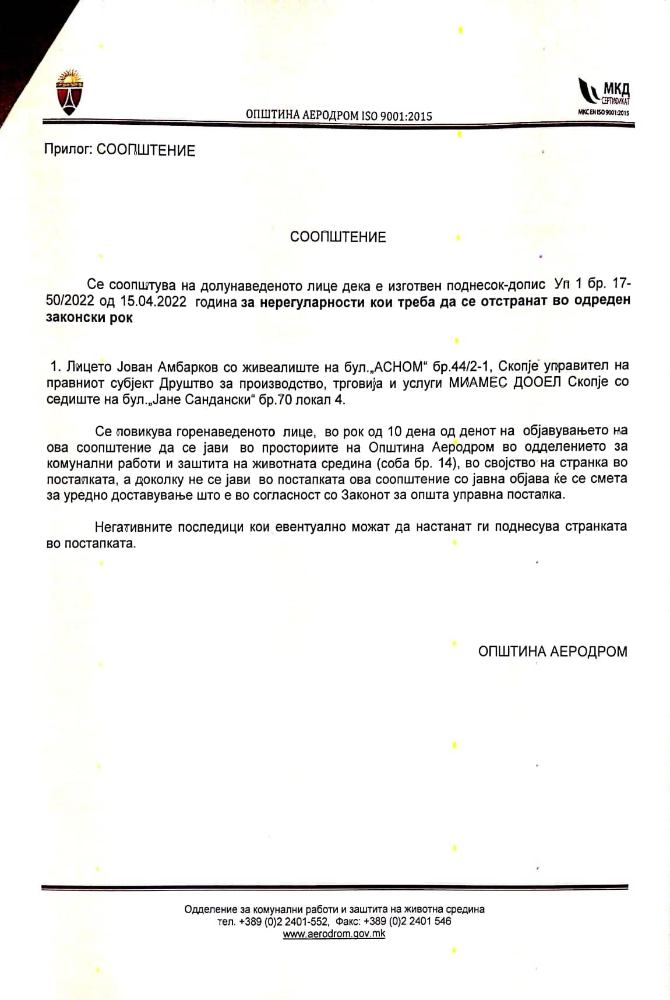 МКД
СЕРТИФИКАТ
МКС EN ISO 9001:2015
ОПШТИНА АЕРОДРОМ ISO 9001:2015
Прилог: СООПШТЕНИЕ
СООПШТЕНИЕ
Се соопштува на долунаведеното лице дека е изготвен поднесок-допис Уп 1 бр. 17-
50/2022 од 15.04.2022 година за нерегуларности кои треба да се отстранат во одреден
законски рок
1. Лицето Јован Амбарков со живеалиште на бул.„АСНОМ“ бр.44/2-1, Скопје управител на
правниот субјект Друштво за производство, трговија и услуги МИАМЕС ДООЕЛ Скопје со
седиште на бул.„Јане Сандански“ бр.70 локал 4.
Се повикува горенаведеното лице, во рок од 10 дена од денот на објавувањето на
ова соопштение да се јави во просториите на Општина Аеродром во одделението за
комунални работи и заштита на животната средина (соба бр. 14), во својство на странка во
постапката, а доколку не се јави во постапката ова соопштение со јавна објава ќе се смета
за уредно доставување што е во согласност со Законот за општа управна постапка.
Негативните последици кои евентуално можат да настанат ги поднесува странката
во постапката.
ОПШТИНА АЕРОДРОМ
Одделение за комунални работи и заштита на животна средина
тел. +389 (0)2 2401-552, Факс: +389 (0)2 2401 546
www.aerodrom.gov.mk